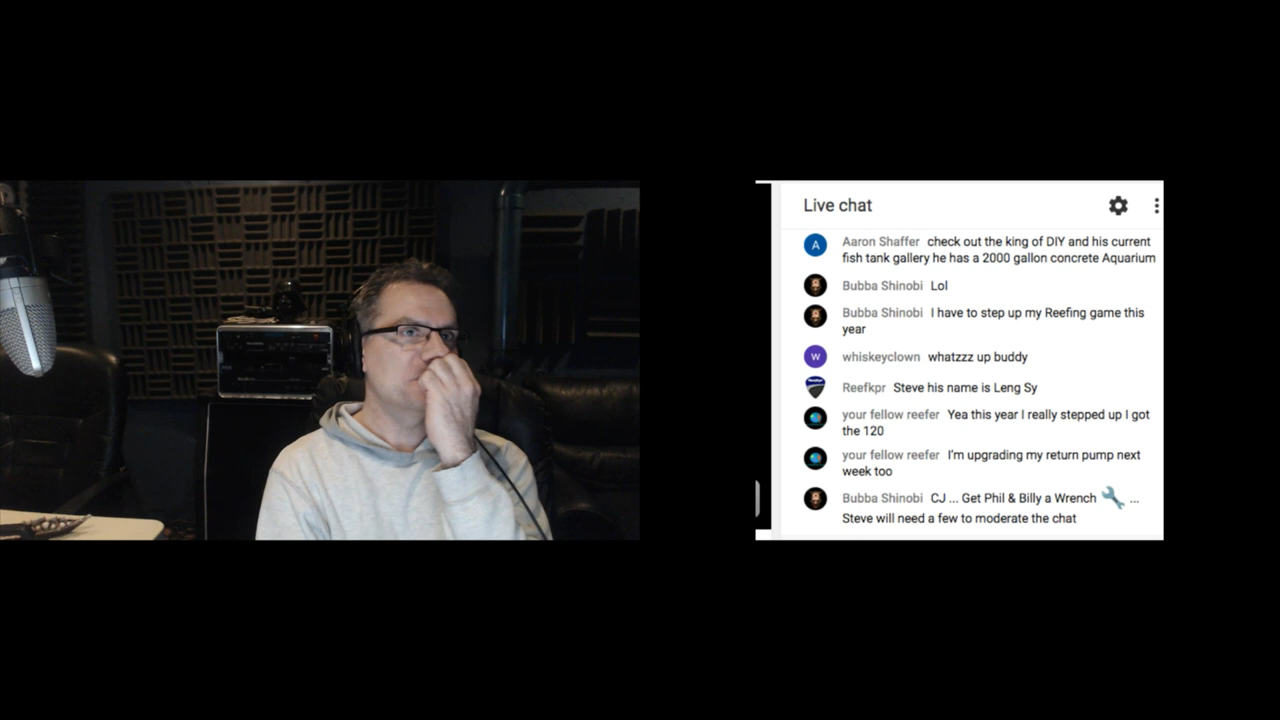 Live chat
A Aaron Shaffer check out the king of DIY and his current
fish tank gallery he has a 2000 gallon concrete Aquarium
Bubba Shinobi Lol
Bubba Shinobi I have to step up my Reefing game this
year
w whiskeyclown whatzzz up buddy
Reefkpr Steve his name is Leng Sy
your fellow reefer Yea this year I really stepped up I got
the 120
your fellow reefer I'm upgrading my return pump next
week too
Bubba Shinobi CJ ... Get Phil & Billy a Wrench 🔧 ...
Steve will need a few to moderate the chat